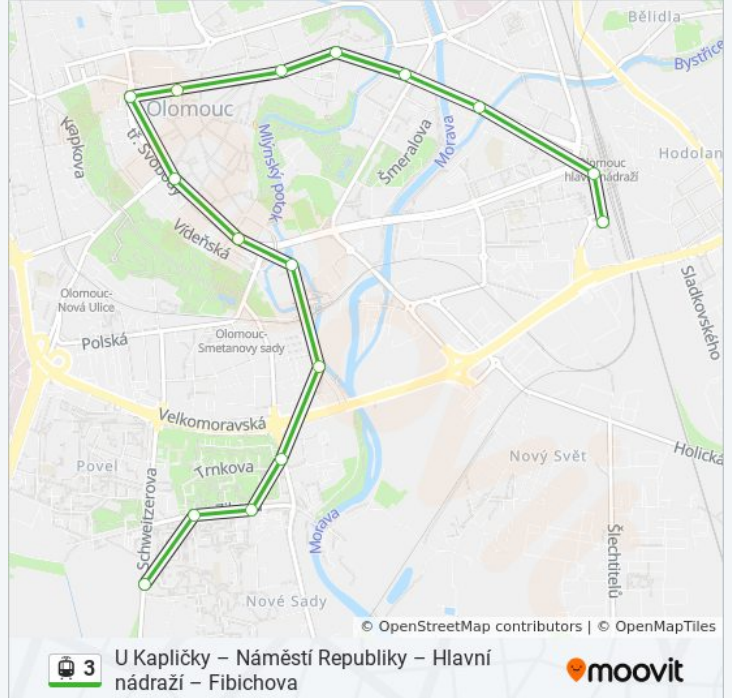 Bělidla
Bystřice
Olomouc
Klapkova
tř. Svobody
Mlýnský potok
Šmeralova
Morava
Olomouc
hlavní nádraží
Hodolan
Vídeňská
Olomouc-
Nová Ulice
Polská
Olomouc-
Smetanovy sady
Sladkovského
Velkomoravská
Povel
Trnkova
Nový Svět
Holická
Schweitzerova
Morava
Šlechtitelů
Nové Sady
© OpenStreetMap contributors | © OpenMapTiles
3
U Kapličky – Náměstí Republiky – Hlavní
nádraží – Fibichova
moovit